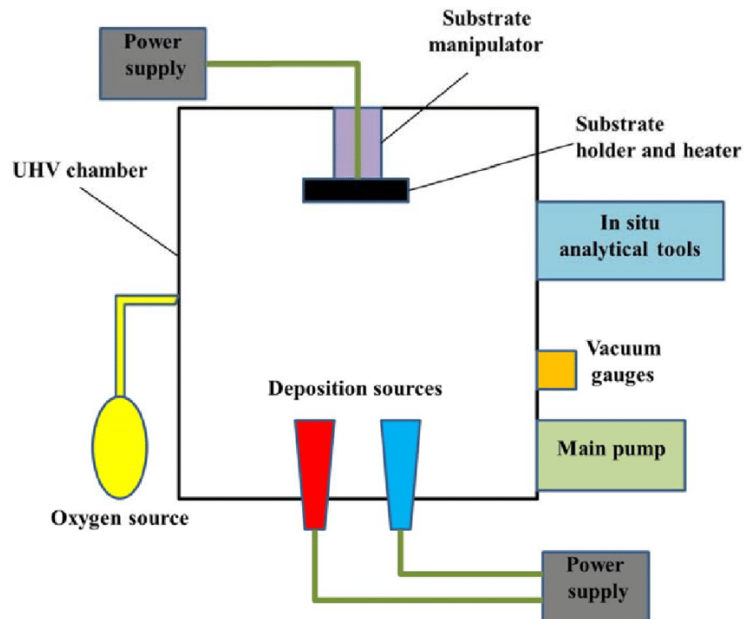 Substrate
manipulator
Power
supply
Substrate
holder and heater
UHV chamber
In situ
analytical tools
Vacuum
gauges
Deposition sources
Main pump
Oxygen source
Power
supply